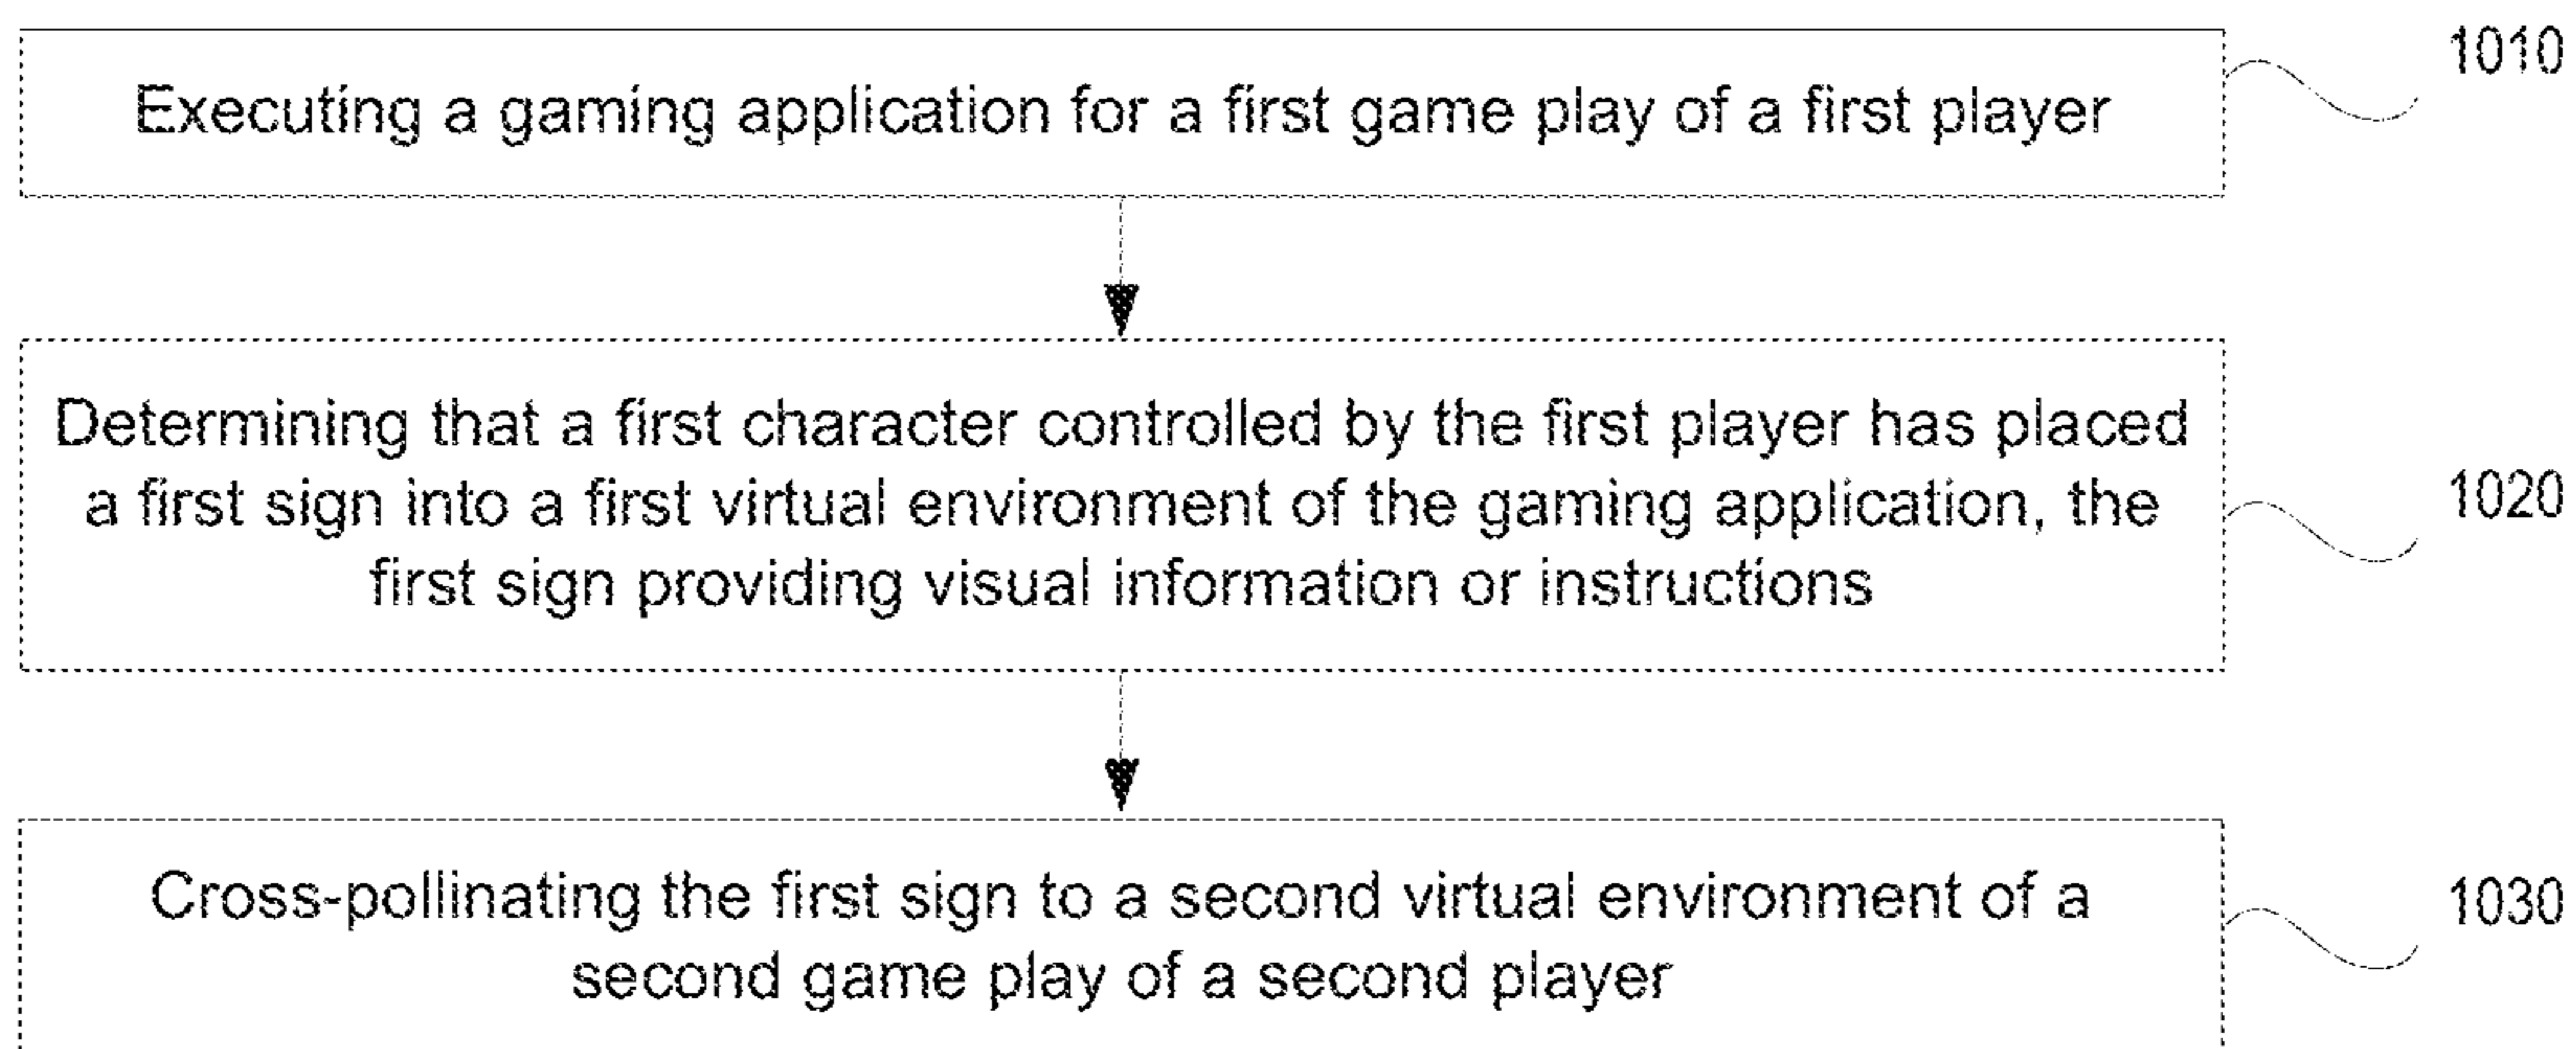 Executing a gaming application for a first game play of a first player
1010
Determining that a first character controlled by the first player has placed
a first sign into a first virtual environment of the gaming application, the
first sign providing visual information or instructions
1020
Cross-pollinating the first sign to a second virtual environment of a
second game play of a second player
1030